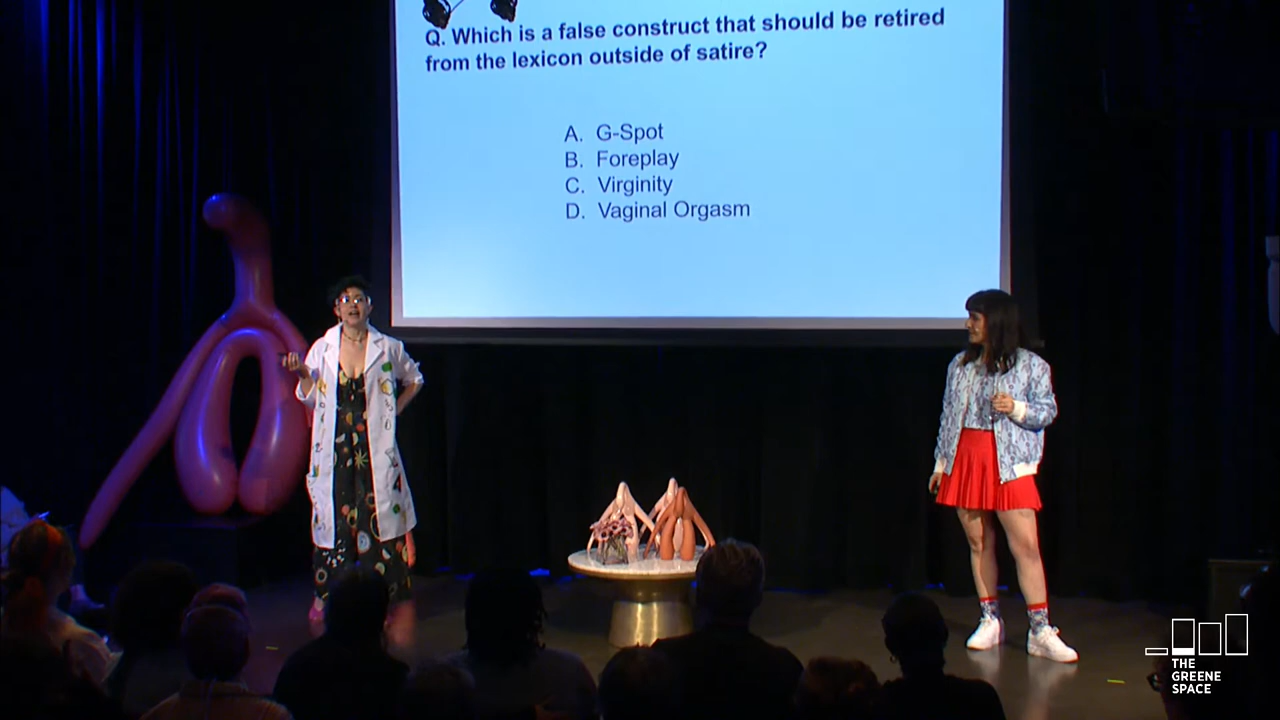 Q. Which is a false construct that should be retired
from the lexicon outside of satire?
A. G-Spot
B. Foreplay
C. Virginity
D. Vaginal Orgasm
THE
GREENE
SPACE